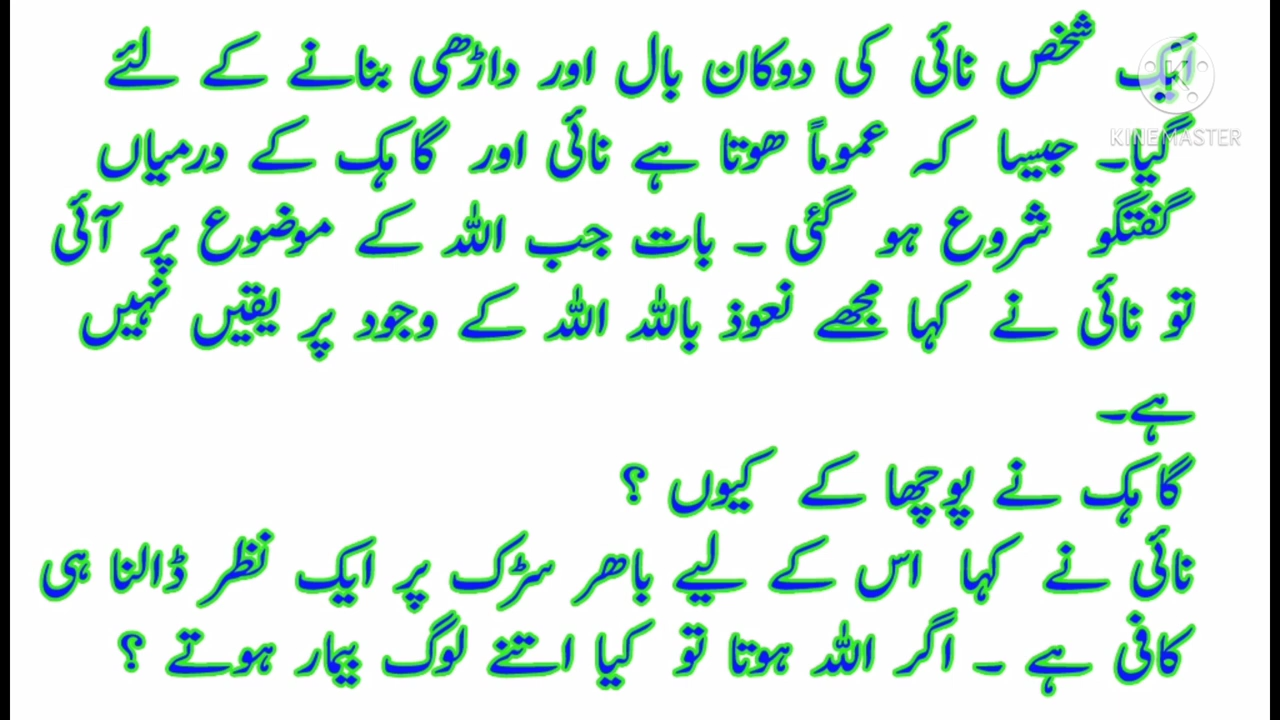 ایک شخص نائی کی دوکان بال اور داڑھی بنانے کے لئے
گیا۔ جیسا کہ عموماً ھوتا ہے نائی اور گاہک کے درمیاں
گفتگو شروع ہو گئی ۔ بات جب اللہ کے موضوع پر آئی
تو نائی نے کہا مجھے نعوذ باللہ اللہ کے وجود پر یقیں نہیں
ہے۔
گاہک نے پوچھا کے کیوں ؟
نائی نے کہا اس کے لیے باھر سڑک پر ایک نظر ڈالنا ہی
کافی ہے ۔ اگر اللہ ہوتا تو کیا اتنے لوگ بیمار ہوتے ؟
KINEMASTER